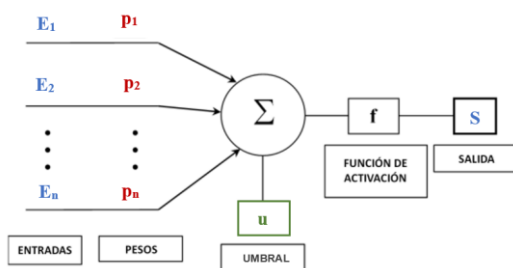 E1 p1
E2 p2
Σ f S
FUNCIÓN DE
ACTIVACIÓN
SALIDA
En pn
u
ENTRADAS PESOS UMBRAL